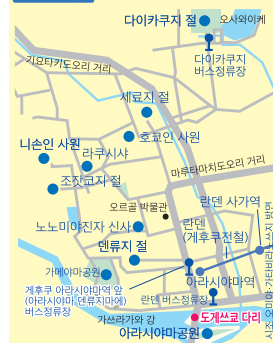 다이카쿠지 절
오사와이케
다이카쿠지
버스정류장
기요타키도오리 거리
세료지 절
호쿄인 사원
니손인 사원
라쿠시샤
조잣코지 절
마루타마치도오리 거리
오르골 박물관
란덴 사가역
노노미야진자 신사
란덴
(게후쿠전철)
덴류지 절
가메야마공원
아라시야마역
게후쿠 아라시야마역 앞
(아라시야마 덴류지마에)
버스정류장
란덴 버스정류장
도게쓰쿄 다리
가쓰라가와 강
아라시야마공원